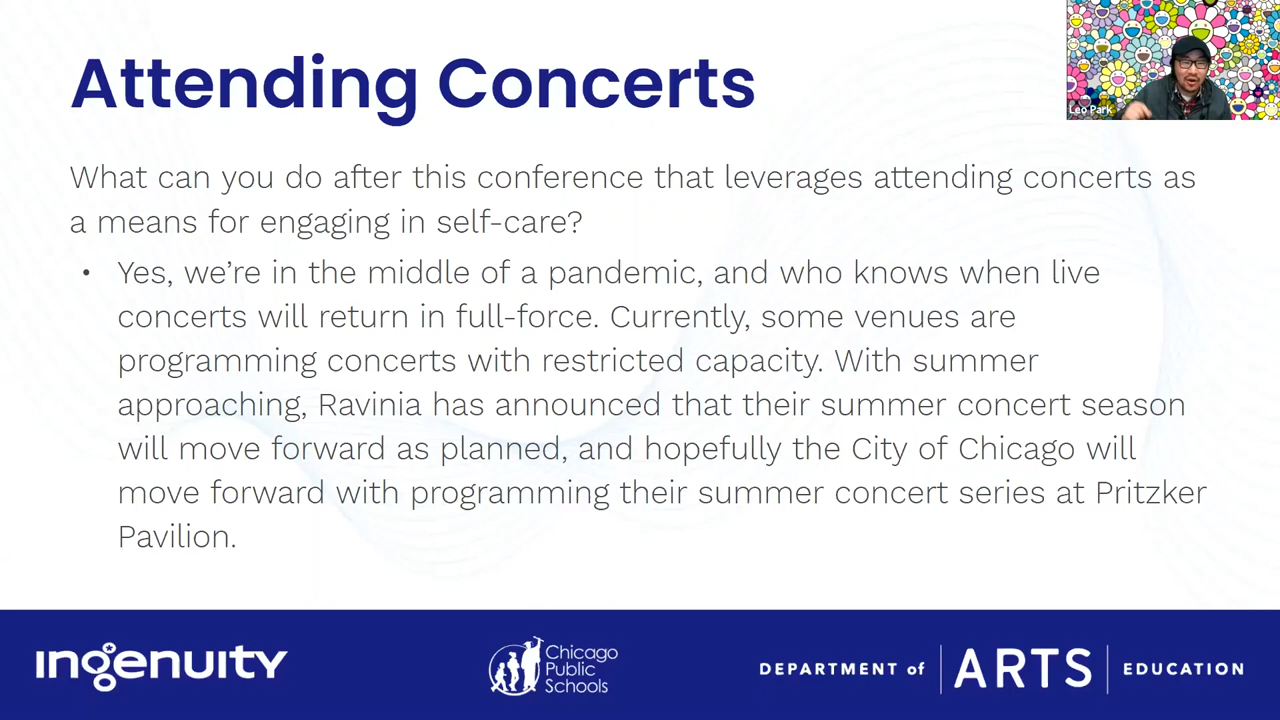 Attending Concerts
Leo Park
What can you do after this conference that leverages attending concerts as
a means for engaging in self-care?
• Yes, we’re in the middle of a pandemic, and who knows when live
concerts will return in full-force. Currently, some venues are
programming concerts with restricted capacity. With summer
approaching, Ravinia has announced that their summer concert season
will move forward as planned, and hopefully the City of Chicago will
move forward with programming their summer concert series at Pritzker
Pavilion.
ingenuity
Chicago
Public
Schools
DEPARTMENT of ARTS EDUCATION